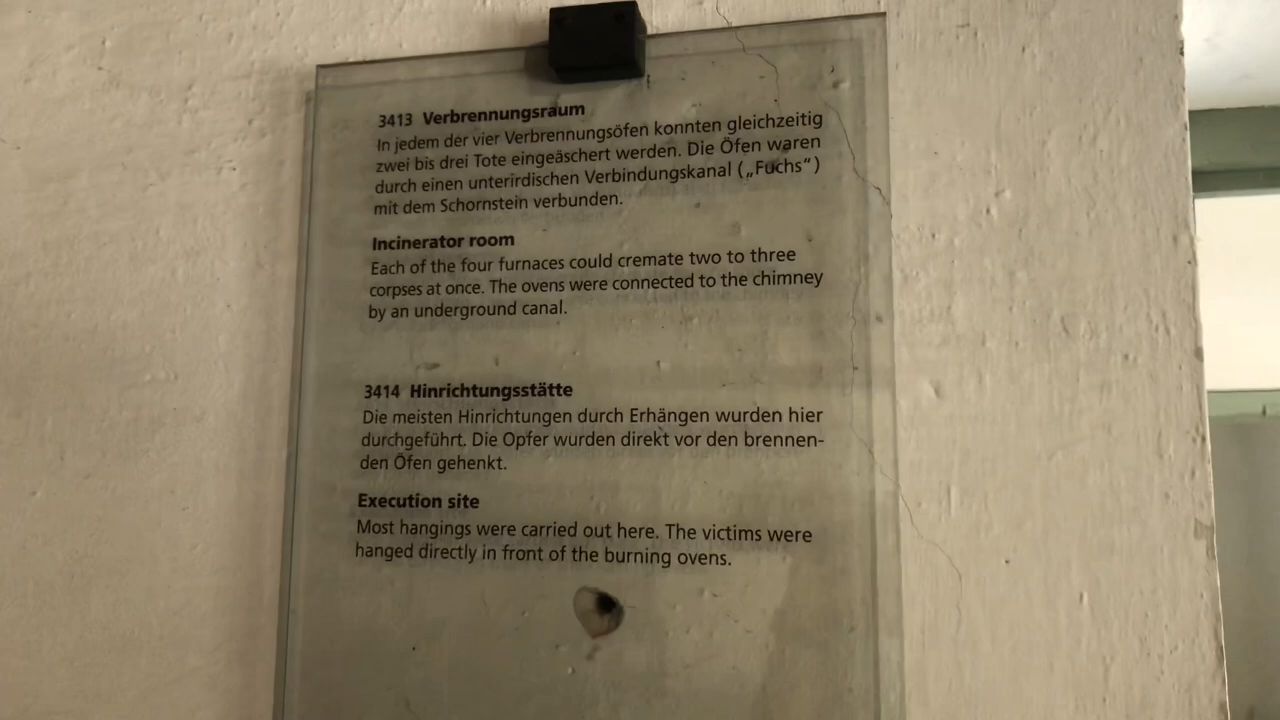 3413 Verbrennungsraum
In jedem der vier Verbrennungsöfen konnten gleichzeitig
zwei bis drei Tote eingeäschert werden. Die Öfen waren
durch einen unterirdischen Verbindungskanal („Fuchs“)
mit dem Schornstein verbunden.
Incinerator room
Each of the four furnaces could cremate two to three
corpses at once. The ovens were connected to the chimney
by an underground canal.
3414 Hinrichtungsstätte
Die meisten Hinrichtungen durch Erhängen wurden hier
durchgeführt. Die Opfer wurden direkt vor den brennen-
den Öfen gehenkt.
Execution site
Most hangings were carried out here. The victims were
hanged directly in front of the burning ovens.